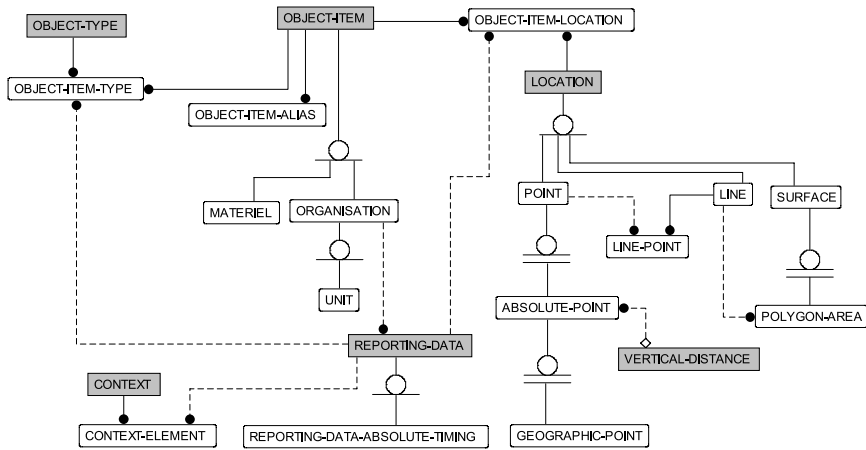 OBJECT-TYPE
OBJECT-ITEM
OBJECT-ITEM-LOCATION
OBJECT-ITEM-TYPE
LOCATION
OBJECT-ITEM-ALIAS
MATERIEL
ORGANISATION
POINT
LINE
SURFACE
LINE-POINT
UNIT
ABSOLUTE-POINT
POLYGON-AREA
REPORTING-DATA
VERTICAL-DISTANCE
CONTEXT
CONTEXT-ELEMENT
REPORTING-DATA-ABSOLUTE-TIMING
GEOGRAPHIC-POINT